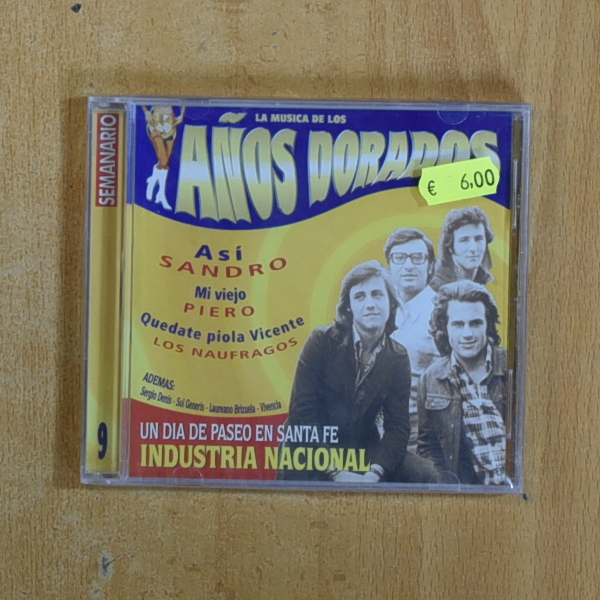 SEMANARIO
9
LA MUSICA DE LOS
AÑOS DORADOS
€ 6,00
Así
SANDRO
Mi viejo
PIERO
Quedate piola Vicente
LOS NAUFRAGOS
ADEMAS:
Sergio Denis - Sui Generis - Laureano Brizuela - Vivencia
UN DIA DE PASEO EN SANTA FE
INDUSTRIA NACIONAL